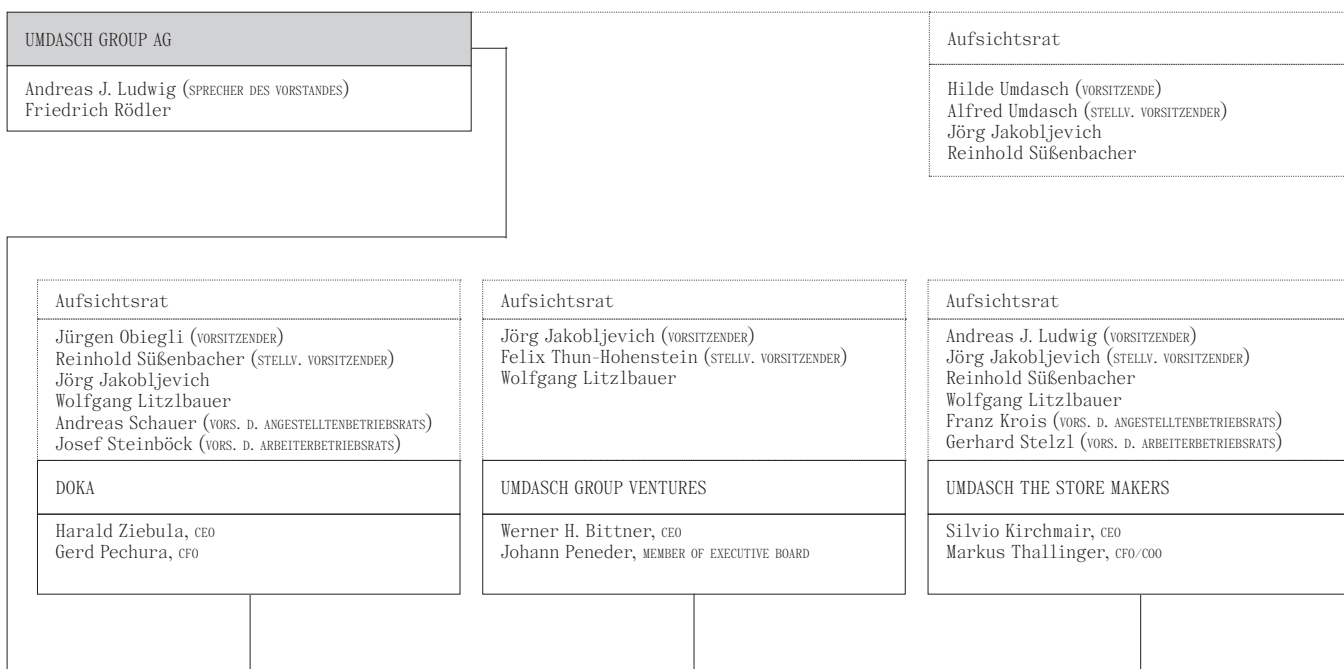 UMDASCH GROUP AG
Andreas J. Ludwig (SPRECHER DES VORSTANDES)
Friedrich Rödler
Aufsichtsrat
Hilde Umdasch (VORSITZENDE)
Alfred Umdasch (STELLV. VORSITZENDER)
Jörg Jakobljevich
Reinhold Süßenbacher
Aufsichtsrat
Jürgen Obiegli (VORSITZENDER)
Reinhold Süßenbacher (STELLV. VORSITZENDER)
Jörg Jakobljevich
Wolfgang Litzlbauer
Andreas Schauer (VORS. D. ANGESTELLTENBETRIEBSRATS)
Josef Steinböck (VORS. D. ARBEITERBETRIEBSRATS)
DOKA
Harald Ziebula, CEO
Gerd Pechura, CFO
Aufsichtsrat
Jörg Jakobljevich (VORSITZENDER)
Felix Thun-Hohenstein (STELLV. VORSITZENDER)
Wolfgang Litzlbauer
UMDASCH GROUP VENTURES
Werner H. Bittner, CEO
Johann Peneder, MEMBER OF EXECUTIVE BOARD
Aufsichtsrat
Andreas J. Ludwig (VORSITZENDER)
Jörg Jakobljevich (STELLV. VORSITZENDER)
Reinhold Süßenbacher
Wolfgang Litzlbauer
Franz Krois (VORS. D. ANGESTELLTENBETRIEBSRATS)
Gerhard Stelzl (VORS. D. ARBEITERBETRIEBSRATS)
UMDASCH THE STORE MAKERS
Silvio Kirchmair, CEO
Markus Thallinger, CFO/COO